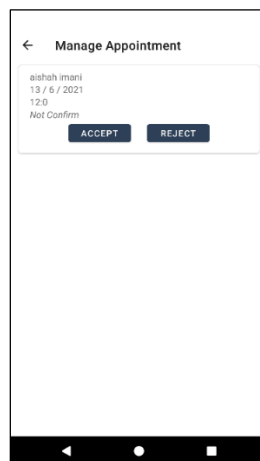 Manage Appointment
aishah imani
13 / 6 / 2021
12:0
Not Confirm
ACCEPT REJECT